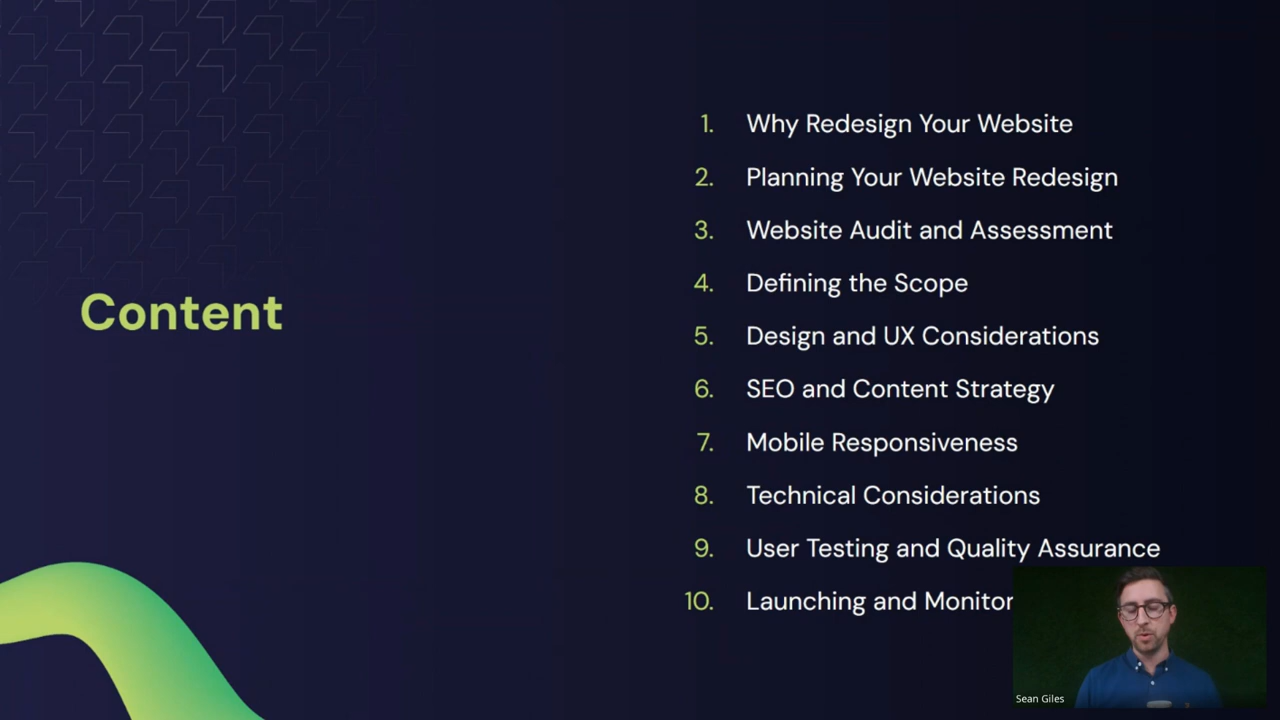 Content
1. Why Redesign Your Website
2. Planning Your Website Redesign
3. Website Audit and Assessment
4. Defining the Scope
5. Design and UX Considerations
6. SEO and Content Strategy
7. Mobile Responsiveness
8. Technical Considerations
9. User Testing and Quality Assurance
10. Launching and Monitor
Sean Giles